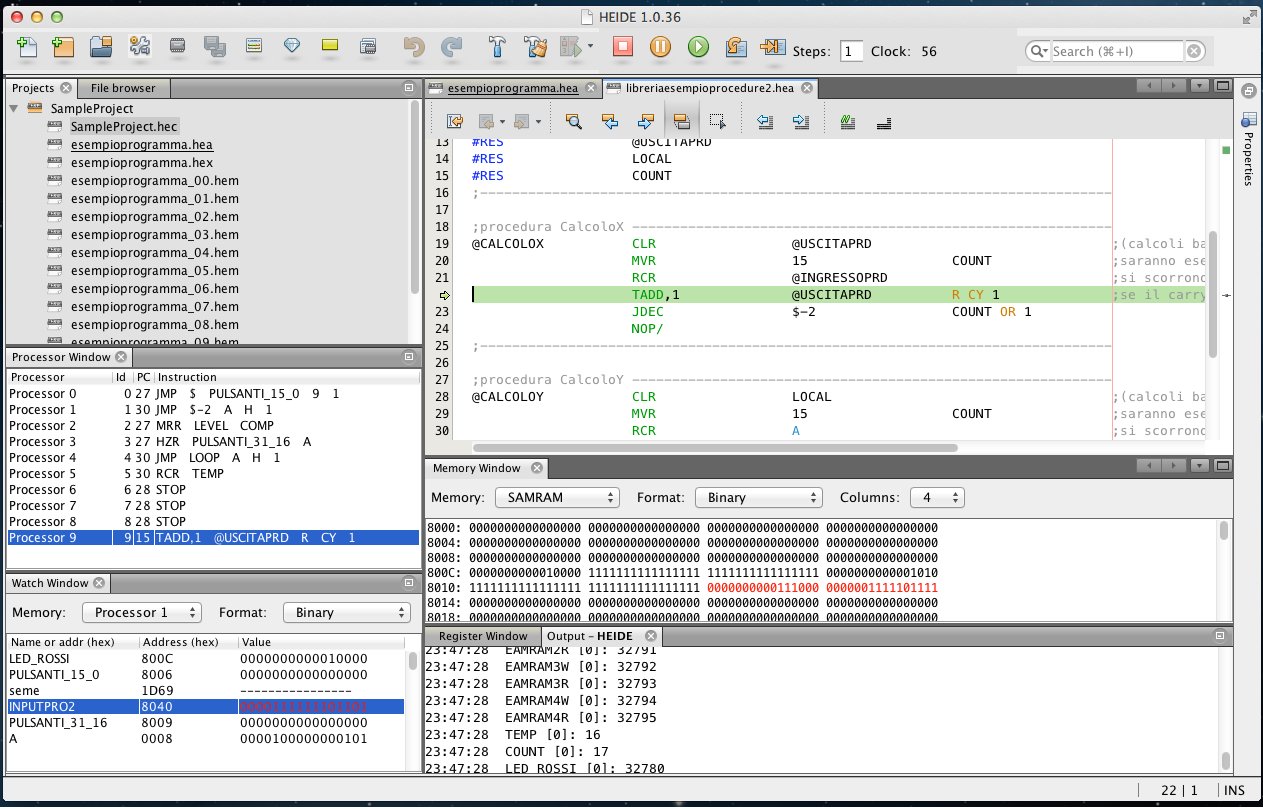 HEIDE 1.0.36
Steps: 1 Clock: 56
Search (⌘+I)
Projects File browser
SampleProject
SampleProject.hec
esempioprogramma.hea
esempioprogramma.hex
esempioprogramma_00.hem
esempioprogramma_01.hem
esempioprogramma_02.hem
esempioprogramma_03.hem
esempioprogramma_04.hem
esempioprogramma_05.hem
esempioprogramma_06.hem
esempioprogramma_07.hem
esempioprogramma_08.hem
esempioprogramma_09.hem
Processor Window
Processor Id PC Instruction
Processor 0 0 27 JMP $ PULSANTI_15_0 9 1
Processor 1 1 30 JMP $-2 A H 1
Processor 2 2 27 MRR LEVEL COMP
Processor 3 3 27 HZR PULSANTI_31_16 A
Processor 4 4 30 JMP LOOP A H 1
Processor 5 5 30 RCR TEMP
Processor 6 6 28 STOP
Processor 7 7 28 STOP
Processor 8 8 28 STOP
Processor 9 9 15 TADD,1 @USCITAPRD R CY 1
Watch Window
Memory: Processor 1 Format: Binary
Name or addr (hex) Address (hex) Value
LED_ROSSI 800C 0000000000010000
PULSANTI_15_0 8006 0000000000000000
seme 1D69 ----------------
INPUTPRO2 8040
PULSANTI_31_16 8009 0000000000000000
A 0008 0000100000000101
esempioprogramma.hea libreriaesempioprocedure2.hea
13 #RES @USCITAPRD
14 #RES LOCAL
15 #RES COUNT
16 ;--------------------------------------------------------------------------------
17
18 ;procedura CalcoloX ------------------------------------------------------------
19 @CALCOLOX CLR @USCITAPRD ;(calcoli ba
20 MVR 15 COUNT ;saranno ese
21 RCR @INGRESSOPRD ;si scorrono
TADD,1 @USCITAPRD R CY 1 ;se il carry
23 JDEC $-2 COUNT OR 1
24 NOP/
25 ;--------------------------------------------------------------------------------
26
27 ;procedura CalcoloY ------------------------------------------------------------
28 @CALCOLOY CLR LOCAL ;(calcoli ba
29 MVR 15 COUNT ;saranno ese
30 RCR A ;si scorrono
Properties
Memory Window
Memory: SAMRAM Format: Binary Columns: 4
8000: 0000000000000000 0000000000000000 0000000000000000 0000000000000000
8004: 0000000000000000 0000000000000000 0000000000000000 0000000000000000
8008: 0000000000000000 0000000000000000 0000000000000000 0000000000000000
800C: 0000000000010000 1111111111111111 1111111111111111 0000000000001010
8010: 1111111111111111 1111111111111111 0000000000111000 0000001111101111
8014: 0000000000000000 0000000000000000 0000000000000000 0000000000000000
8018: 0000000000000000 0000000000000000 0000000000000000 0000000000000000
Register Window Output – HEIDE
23:47:28 EAMRAM2R [0]: 32791
23:47:28 EAMRAM3W [0]: 32792
23:47:28 EAMRAM3R [0]: 32793
23:47:28 EAMRAM4W [0]: 32794
23:47:28 EAMRAM4R [0]: 32795
23:47:28 TEMP [0]: 16
23:47:28 COUNT [0]: 17
23:47:28 LED_ROSSI [0]: 32780
22 | 1 INS